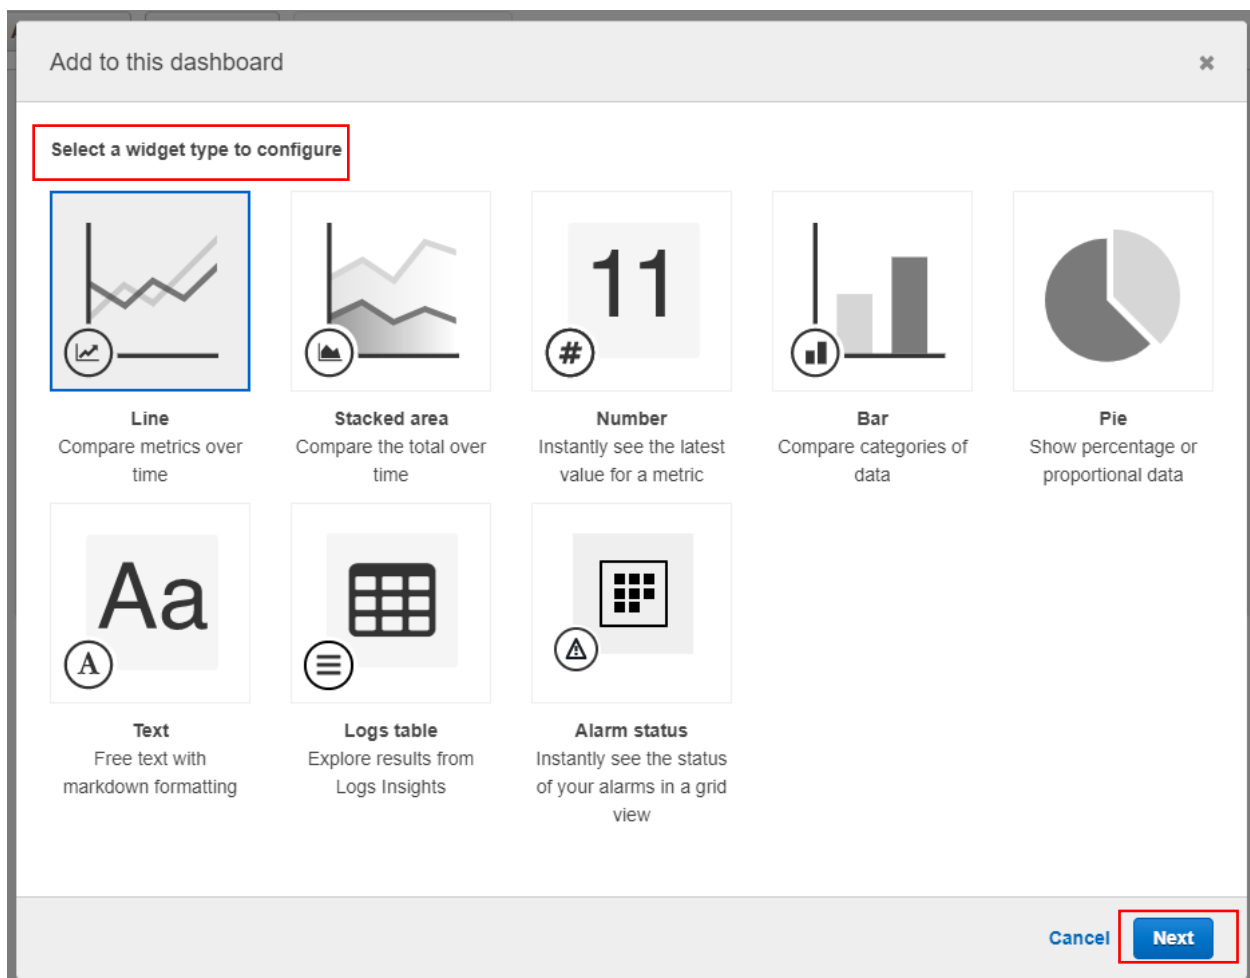 Add to this dashboard
Select a widget type to configure
11
#
Line
Compare metrics over
time
Stacked area
Compare the total over
time
Number
Instantly see the latest
value for a metric
Bar
Compare categories of
data
Pie
Show percentage or
proportional data
Aa
A
Text
Free text with
markdown formatting
Logs table
Explore results from
Logs Insights
Alarm status
Instantly see the status
of your alarms in a grid
view
Cancel
Next